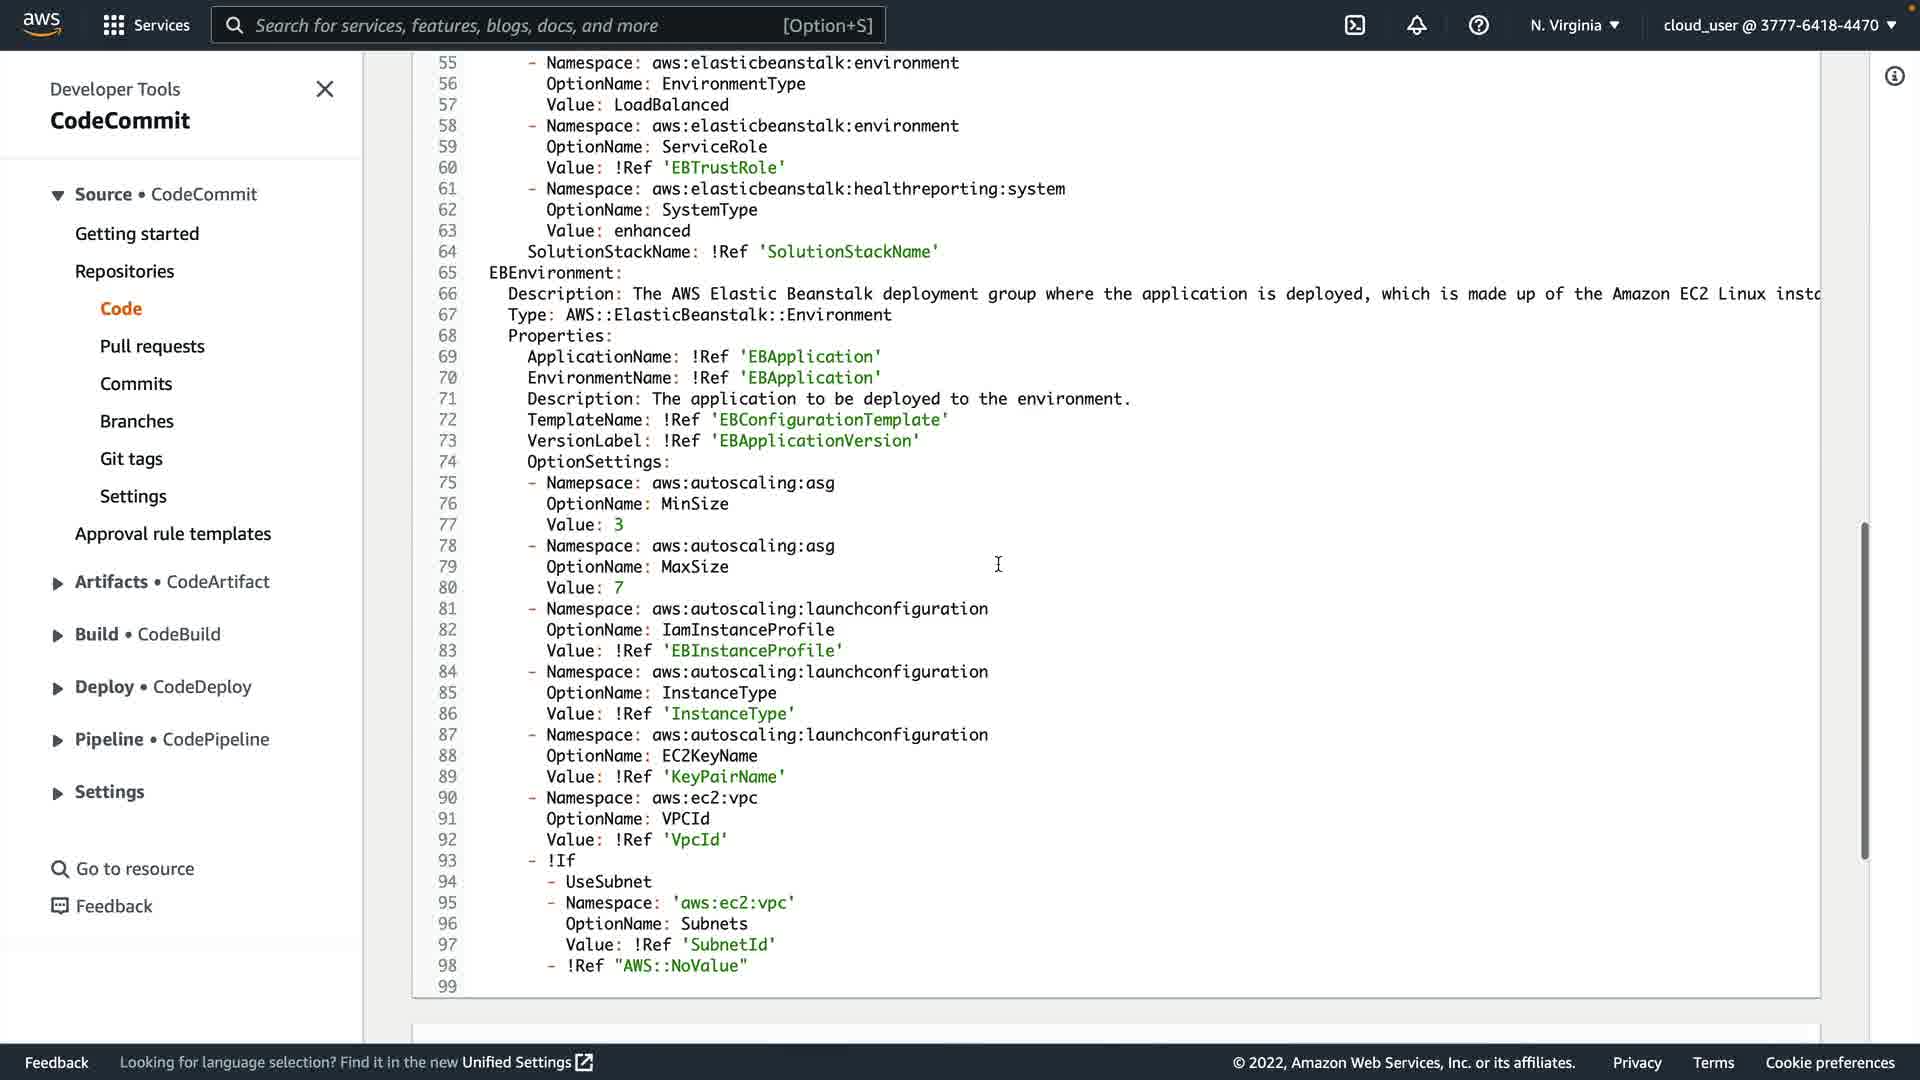 aws
Services
Search for services, features, blogs, docs, and more
[Option+S]
N. Virginia ▼
cloud_user @ 3777-6418-4470 ▼
Developer Tools
CodeCommit
Source • CodeCommit
Getting started
Repositories
Code
Pull requests
Commits
Branches
Git tags
Settings
Approval rule templates
Artifacts • CodeArtifact
Build • CodeBuild
Deploy • CodeDeploy
Pipeline • CodePipeline
Settings
Go to resource
Feedback
55 - Namespace: aws:elasticbeanstalk:environment
56 OptionName: EnvironmentType
57 Value: LoadBalanced
58 - Namespace: aws:elasticbeanstalk:environment
59 OptionName: ServiceRole
60 Value: !Ref 'EBTrustRole'
61 - Namespace: aws:elasticbeanstalk:healthreporting:system
62 OptionName: SystemType
63 Value: enhanced
64 SolutionStackName: !Ref 'SolutionStackName'
65 EBEnvironment:
66 Description: The AWS Elastic Beanstalk deployment group where the application is deployed, which is made up of the Amazon EC2 Linux insta
67 Type: AWS::ElasticBeanstalk::Environment
68 Properties:
69 ApplicationName: !Ref 'EBApplication'
70 EnvironmentName: !Ref 'EBApplication'
71 Description: The application to be deployed to the environment.
72 TemplateName: !Ref 'EBConfigurationTemplate'
73 VersionLabel: !Ref 'EBApplicationVersion'
74 OptionSettings:
75 - Namepsace: aws:autoscaling:asg
76 OptionName: MinSize
77 Value: 3
78 - Namespace: aws:autoscaling:asg
79 OptionName: MaxSize
80 Value: 7
81 - Namespace: aws:autoscaling:launchconfiguration
82 OptionName: IamInstanceProfile
83 Value: !Ref 'EBInstanceProfile'
84 - Namespace: aws:autoscaling:launchconfiguration
85 OptionName: InstanceType
86 Value: !Ref 'InstanceType'
87 - Namespace: aws:autoscaling:launchconfiguration
88 OptionName: EC2KeyName
89 Value: !Ref 'KeyPairName'
90 - Namespace: aws:ec2:vpc
91 OptionName: VPCId
92 Value: !Ref 'VpcId'
93 - !If
94 - UseSubnet
95 - Namespace: 'aws:ec2:vpc'
96 OptionName: Subnets
97 Value: !Ref 'SubnetId'
98 - !Ref "AWS::NoValue"
99
Feedback
Looking for language selection? Find it in the new Unified Settings
© 2022, Amazon Web Services, Inc. or its affiliates.
Privacy
Terms
Cookie preferences